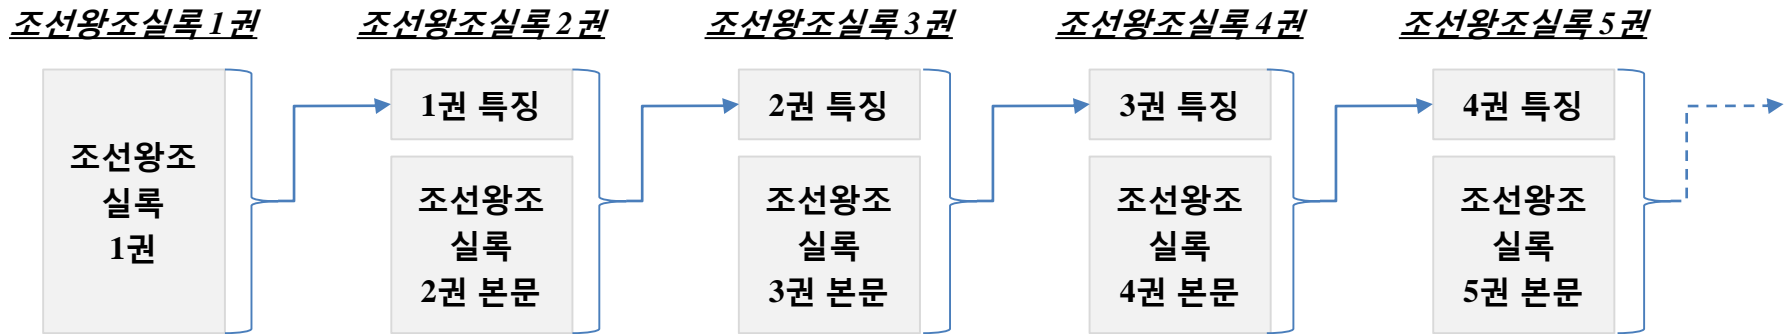 조선왕조실록 1권
조선왕조실록 2권
조선왕조실록 3권
조선왕조실록 4권
조선왕조실록 5권
조선왕조
실록
1권
1권 특징
조선왕조
실록
2권 본문
2권 특징
조선왕조
실록
3권 본문
3권 특징
조선왕조
실록
4권 본문
4권 특징
조선왕조
실록
5권 본문